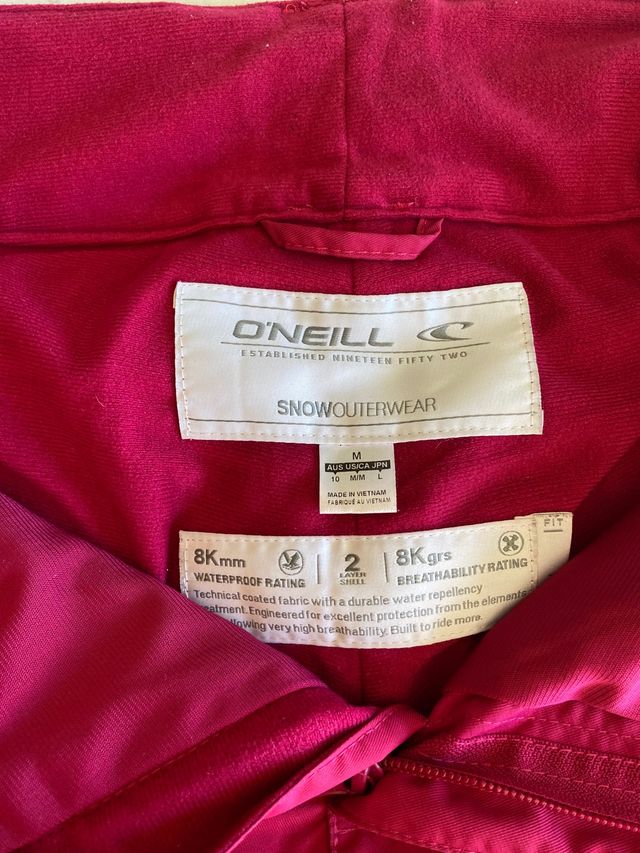 O'NEILL
ESTABLISHED NINETEEN FIFTY TWO
SNOWOUTERWEAR
M
AUS US/CA JPN
10 M/M L
MADE IN VIETNAM
FABRIQUÉ AU VIETNAM
FIT
8Kmm 2 8Kgrs
WATERPROOF RATING LAYER SHELL BREATHABILITY RATING
Technical coated fabric with a durable water repellency
treatment. Engineered for excellent protection from the elements
very high breathability. Built to ride more.